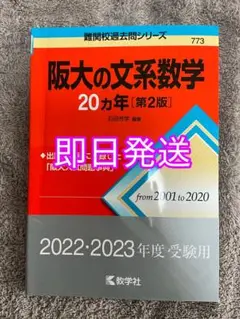 難関校過去問シリーズ
773
阪大の文系数学
20カ年[第2版]
即日発送
from 2001 to 2020
2022・2023年度受験用
教学社